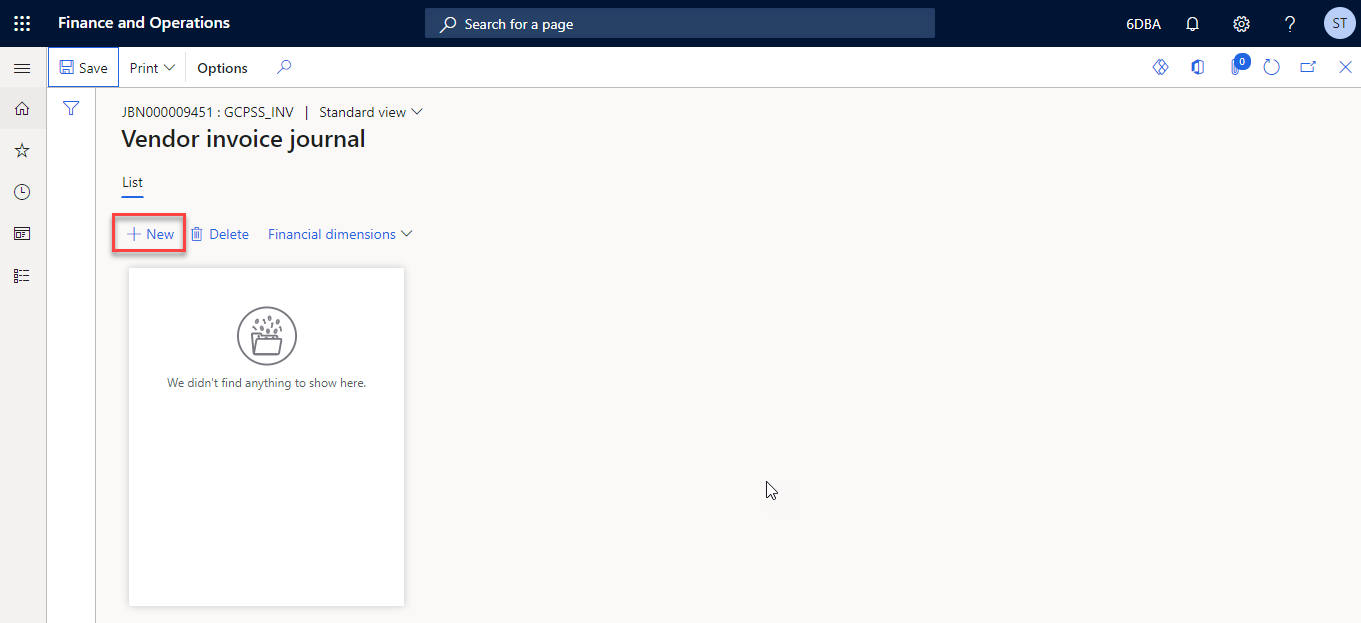 Finance and Operations
Search for a page
6DBA
?
ST
Save
Print
Options
0
JBN000009451 : GCPSS_INV | Standard view
Vendor invoice journal
List
+ New
Delete
Financial dimensions
We didn't find anything to show here.